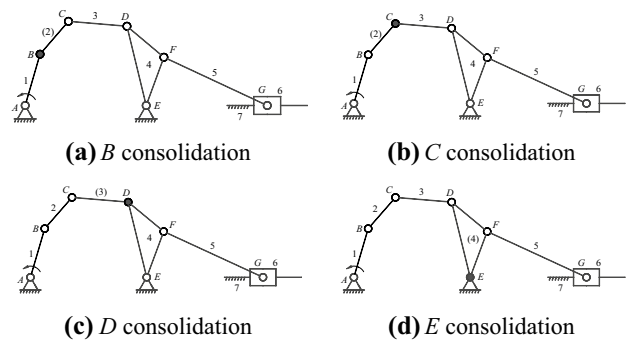 C 3 D
(2) F
B 4 5
1 G 6
A E 7
(a) B consolidation
C 3 D
(2) F
B 4 5
1 G 6
A E 7
(b) C consolidation
C (3) D
2 F
B 4 5
1 G 6
A E 7
(c) D consolidation
C 3 D
2 F
B (4) 5
1 G 6
A E 7
(d) E consolidation